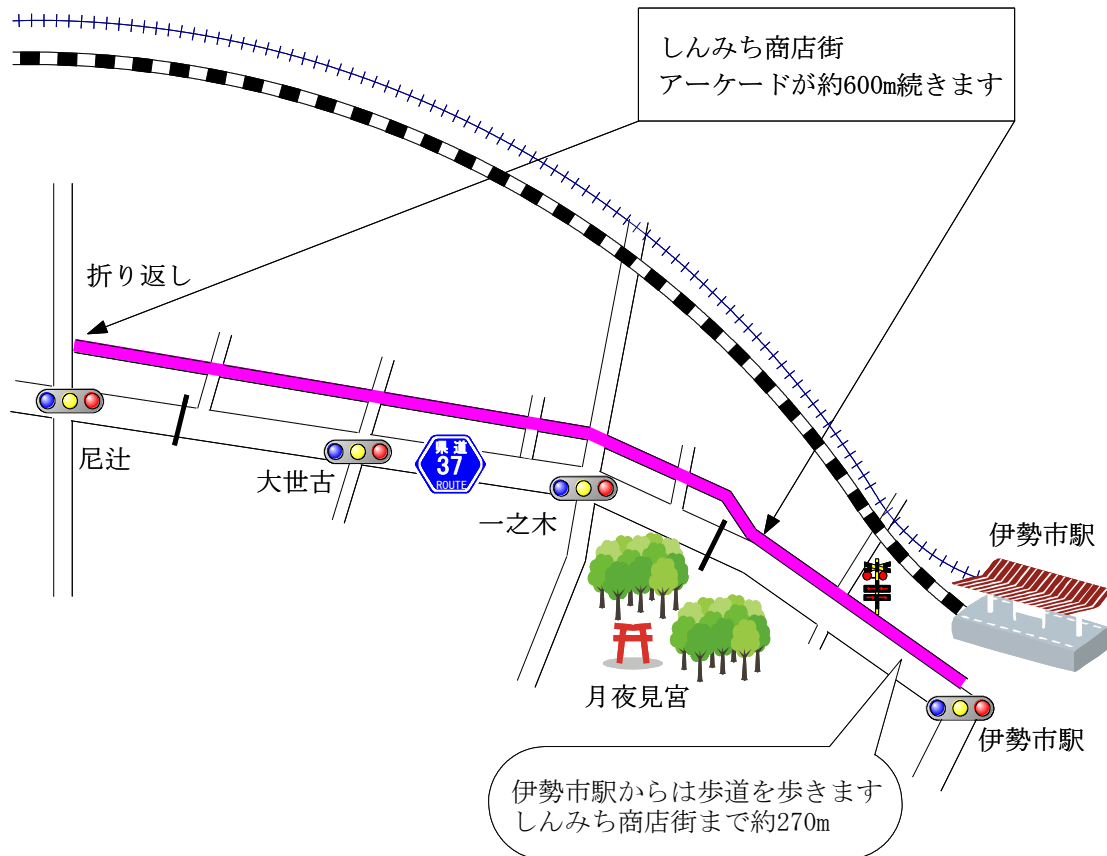 しんみち商店街
アーケードが約600m続きます
折り返し
尼辻
大世古
県道
37
ROUTE
一之木
伊勢市駅
月夜見宮
伊勢市駅
伊勢市駅からは歩道を歩きます
しんみち商店街まで約270m